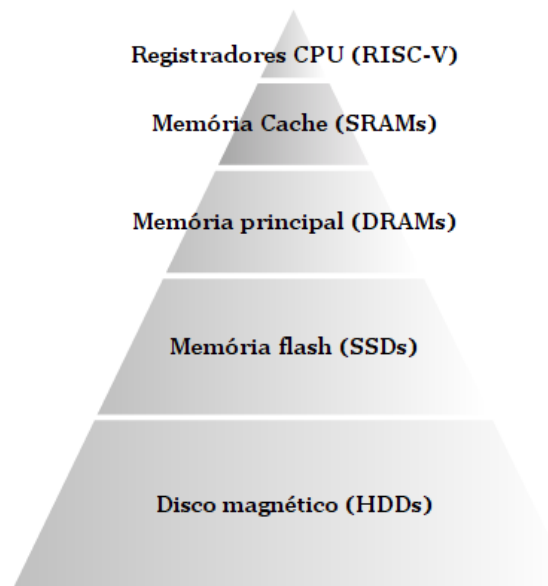 Registradores CPU (RISC-V)
Memória Cache (SRAMs)
Memória principal (DRAMs)
Memória flash (SSDs)
Disco magnético (HDDs)